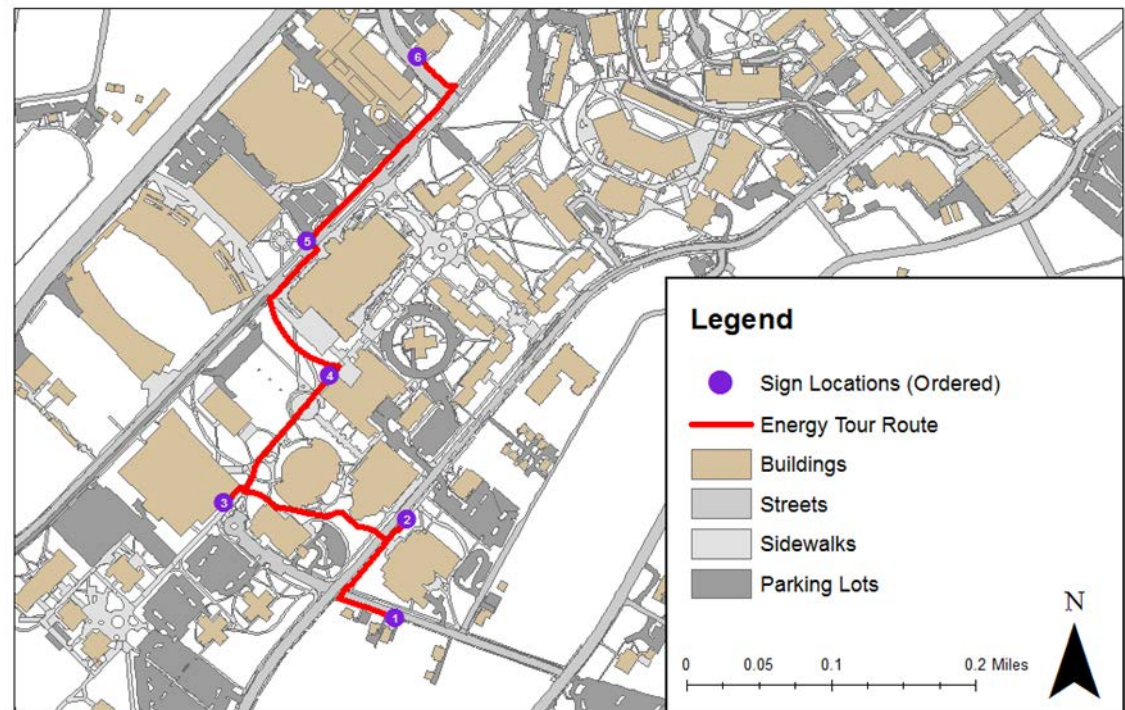 6
5
4
3
2
1
Legend
Sign Locations (Ordered)
Energy Tour Route
Buildings
Streets
Sidewalks
Parking Lots
N
0 0.05 0.1 0.2 Miles